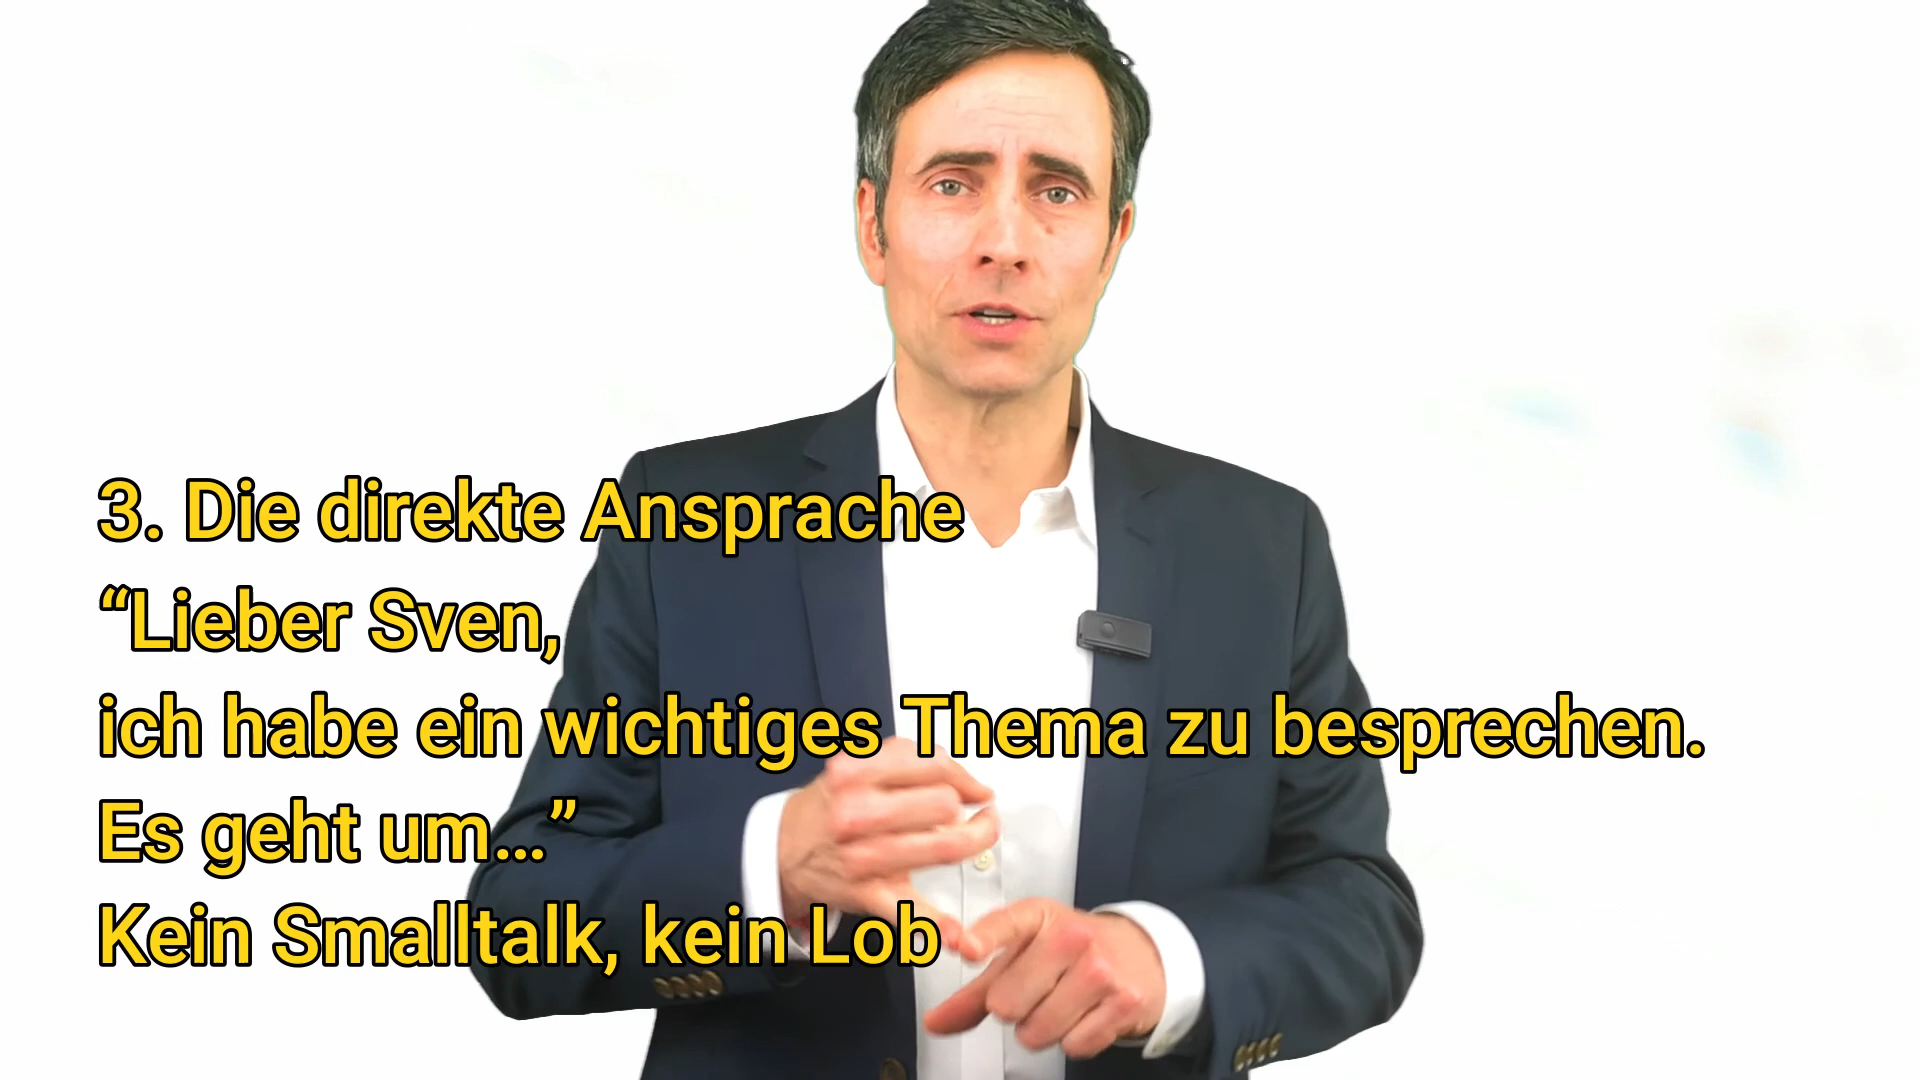 3. Die direkte Ansprache
“Lieber Sven,
ich habe ein wichtiges Thema zu besprechen.
Es geht um...”
Kein Smalltalk, kein Lob